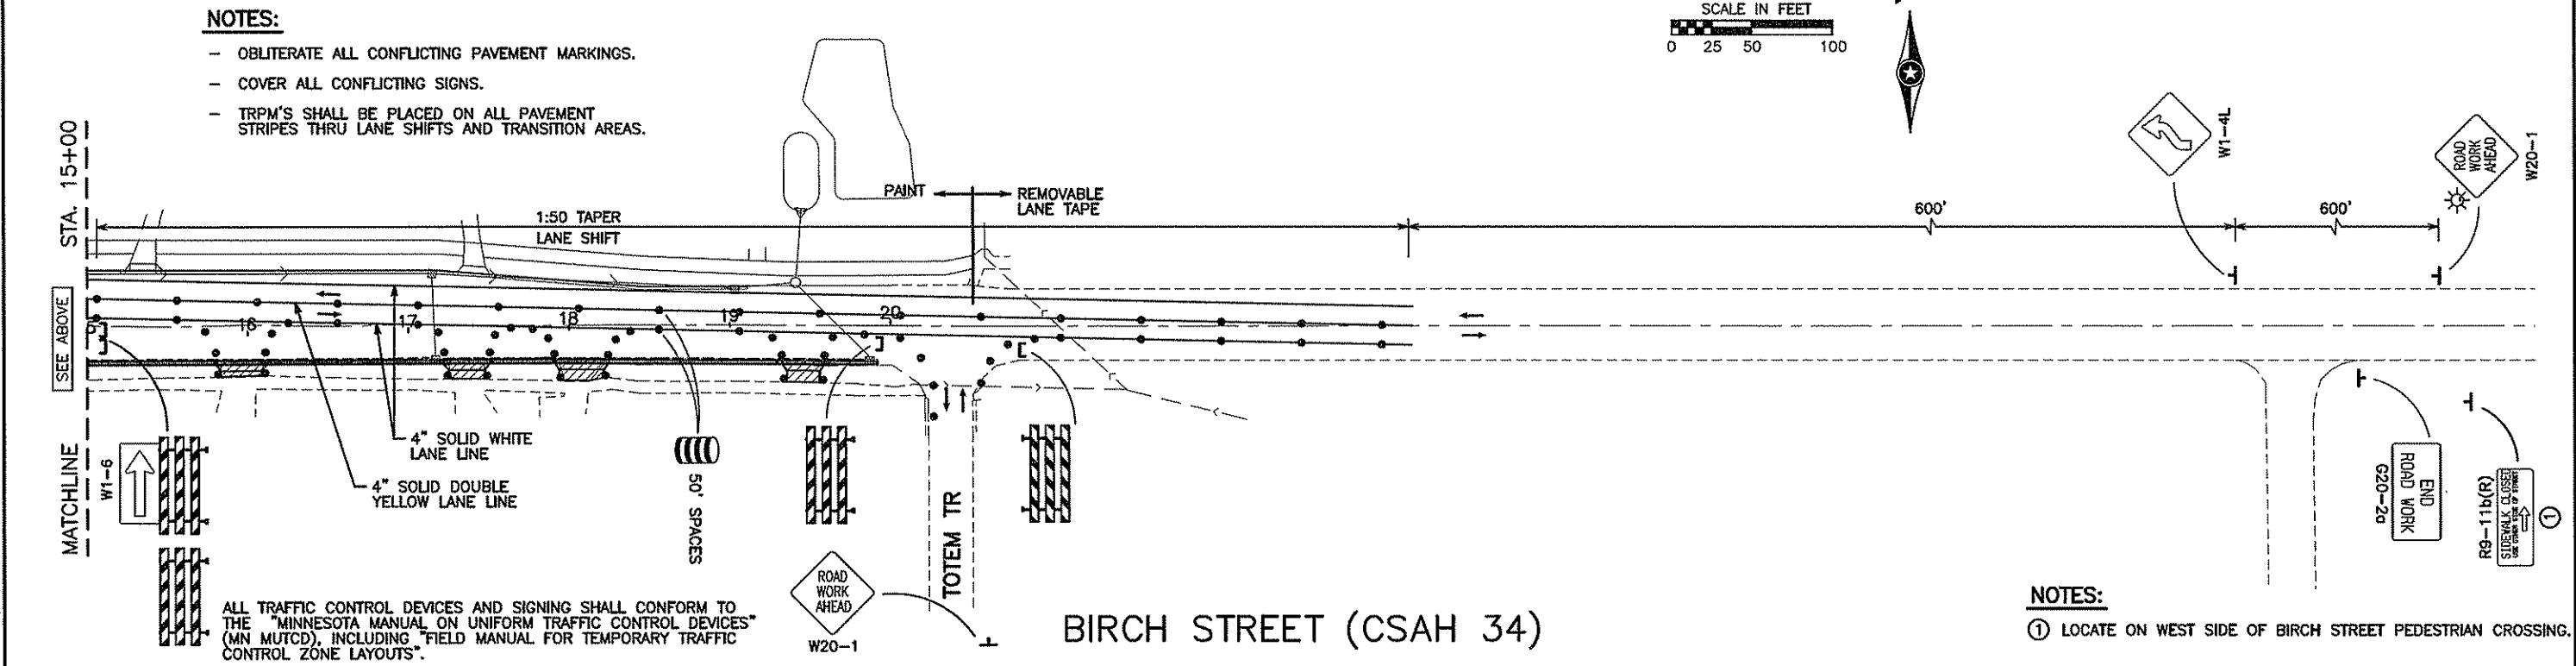 NOTES:
- OBLITERATE ALL CONFLICTING PAVEMENT MARKINGS.
- COVER ALL CONFLICTING SIGNS.
- TRPM'S SHALL BE PLACED ON ALL PAVEMENT
STRIPES THRU LANE SHIFTS AND TRANSITION AREAS.
SCALE IN FEET
0 25 50 100
STA. 15+00
MATCHLINE
SEE ABOVE
1:50 TAPER
LANE SHIFT
PAINT
REMOVABLE
LANE TAPE
600'
600'
W1-4L
ROAD
WORK
AHEAD
W20-1
16
17
18
19
20
4" SOLID WHITE
LANE LINE
4" SOLID DOUBLE
YELLOW LANE LINE
50' SPACES
W1-6
TOTEM TR
ROAD
WORK
AHEAD
W20-1
END
ROAD WORK
G20-2a
SIDEWALK CLOSED
R9-11b(R)
1
ALL TRAFFIC CONTROL DEVICES AND SIGNING SHALL CONFORM TO
THE "MINNESOTA MANUAL ON UNIFORM TRAFFIC CONTROL DEVICES"
(MN MUTCD), INCLUDING "FIELD MANUAL FOR TEMPORARY TRAFFIC
CONTROL ZONE LAYOUTS".
BIRCH STREET (CSAH 34)
NOTES:
1 LOCATE ON WEST SIDE OF BIRCH STREET PEDESTRIAN CROSSING.